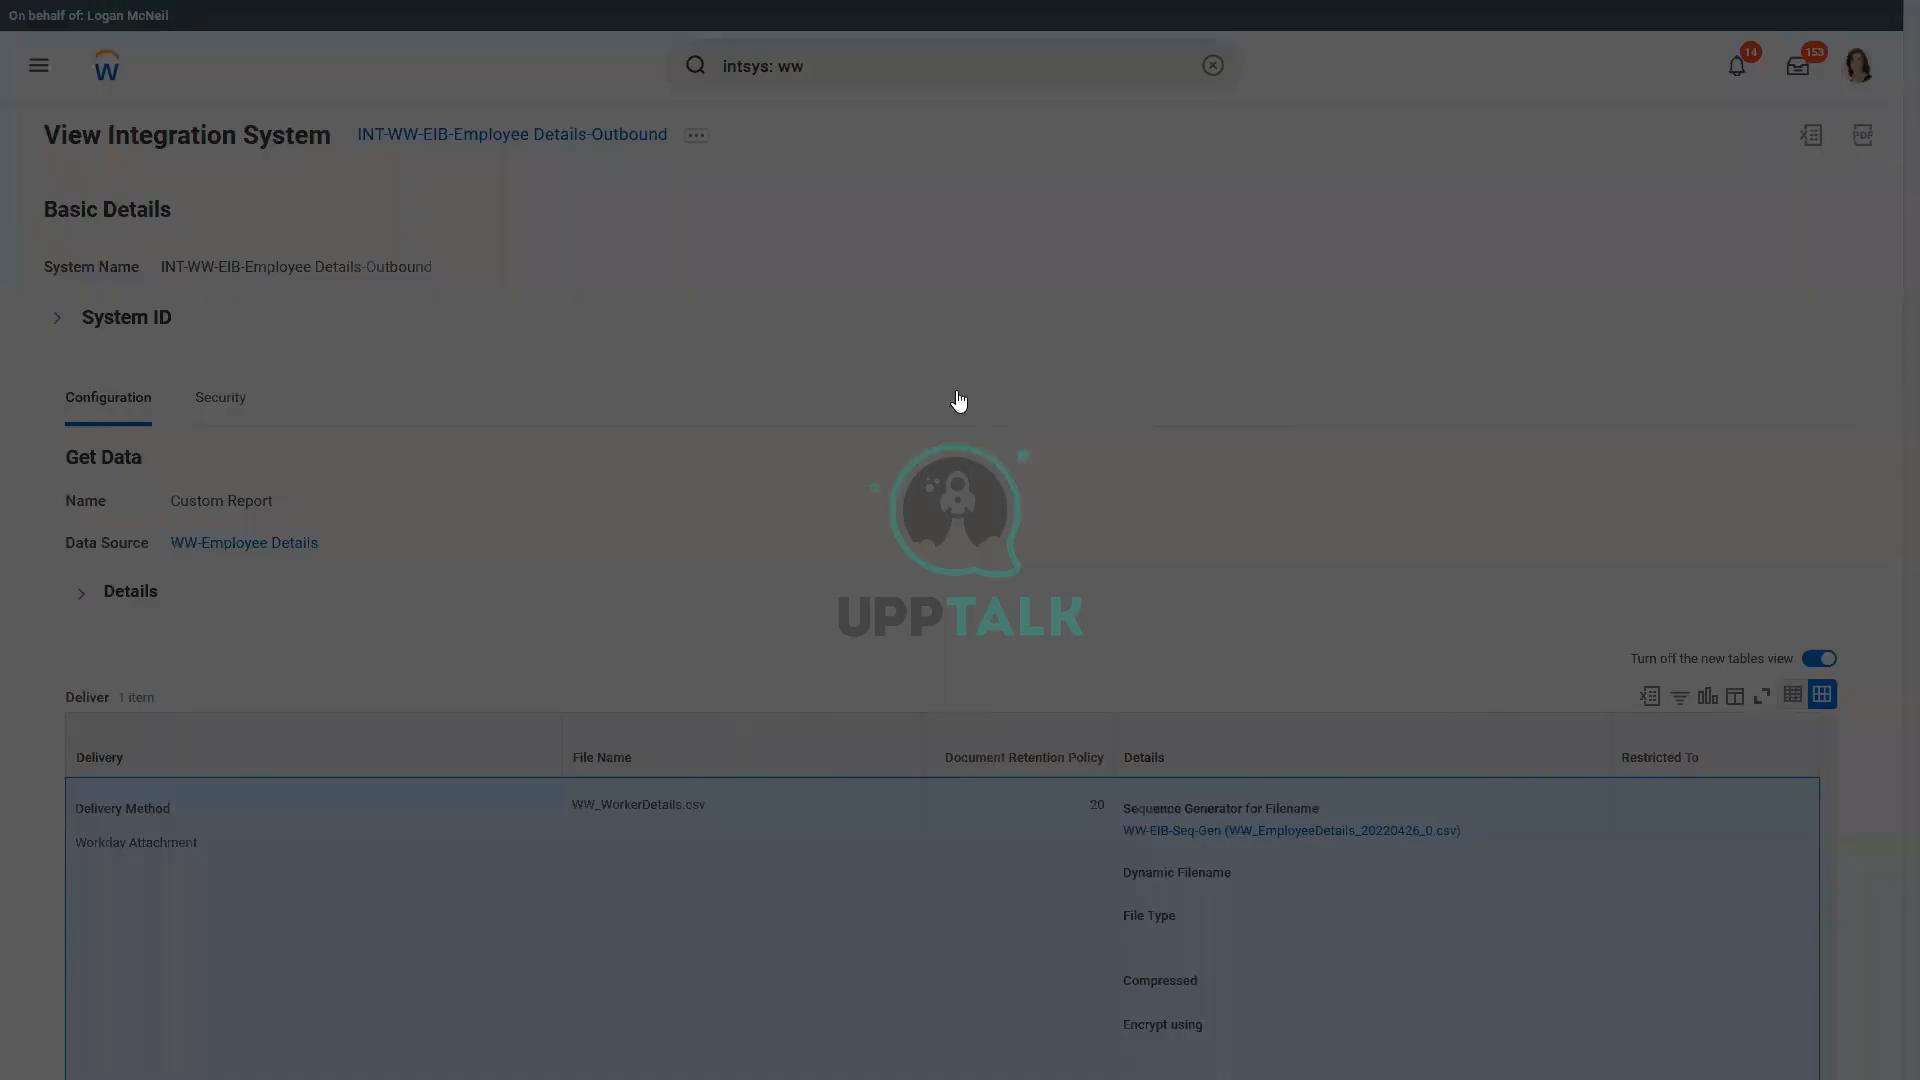 On behalf of: Logan McNeil
W
intsys: ww
14
153
View Integration System
INT-WW-EIB-Employee Details-Outbound
PDF
Basic Details
System Name
INT-WW-EIB-Employee Details-Outbound
System ID
Configuration
Security
Get Data
Name
Custom Report
Data Source
WW-Employee Details
Details
UPPTALK
Turn off the new tables view
Deliver 1 item
Delivery
File Name
Document Retention Policy
Details
Restricted To
Delivery Method
Workday Attachment
WW_WorkerDetails.csv
20
Sequence Generator for Filename
WW-EIB-Seq-Gen (WW_EmployeeDetails_20220426_0.csv)
Dynamic Filename
File Type
Compressed
Encrypt using